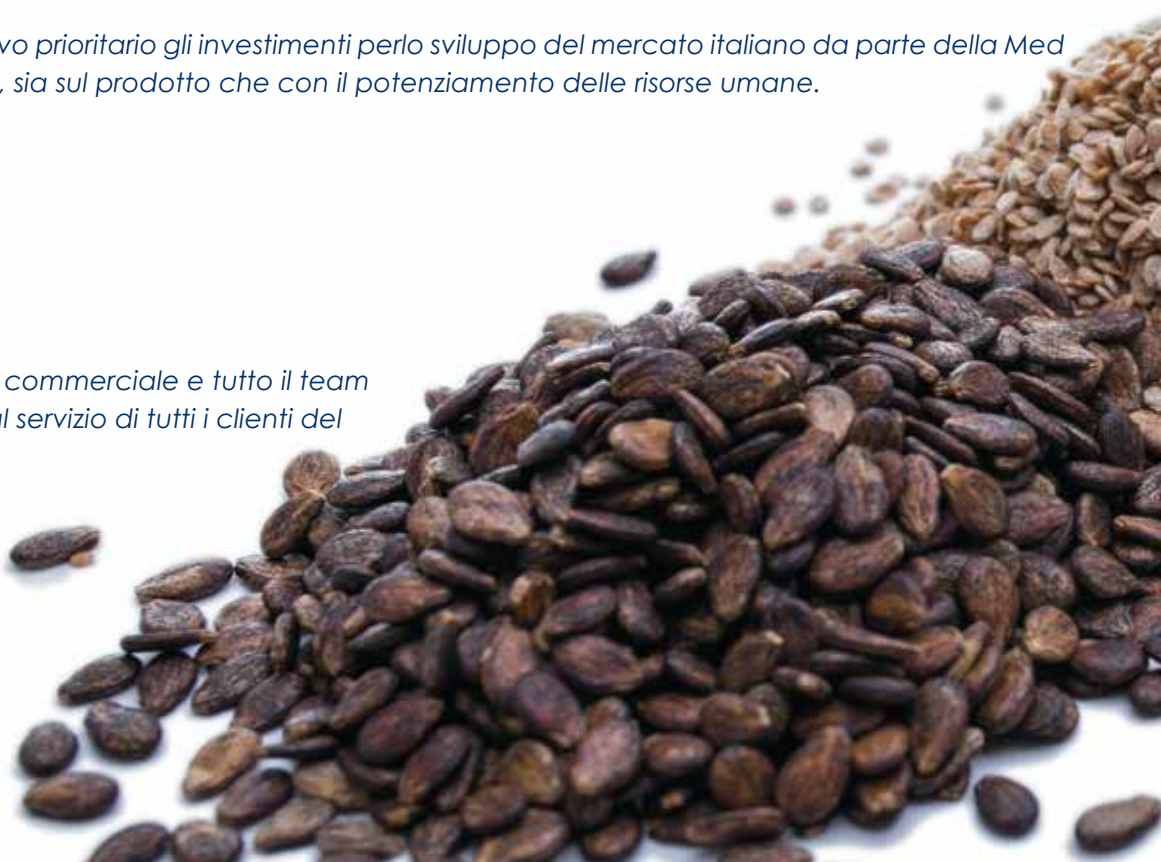 vo prioritario gli investimenti perlo sviluppo del mercato italiano da parte della Med
, sia sul prodotto che con il potenziamento delle risorse umane.
commerciale e tutto il team
al servizio di tutti i clienti del